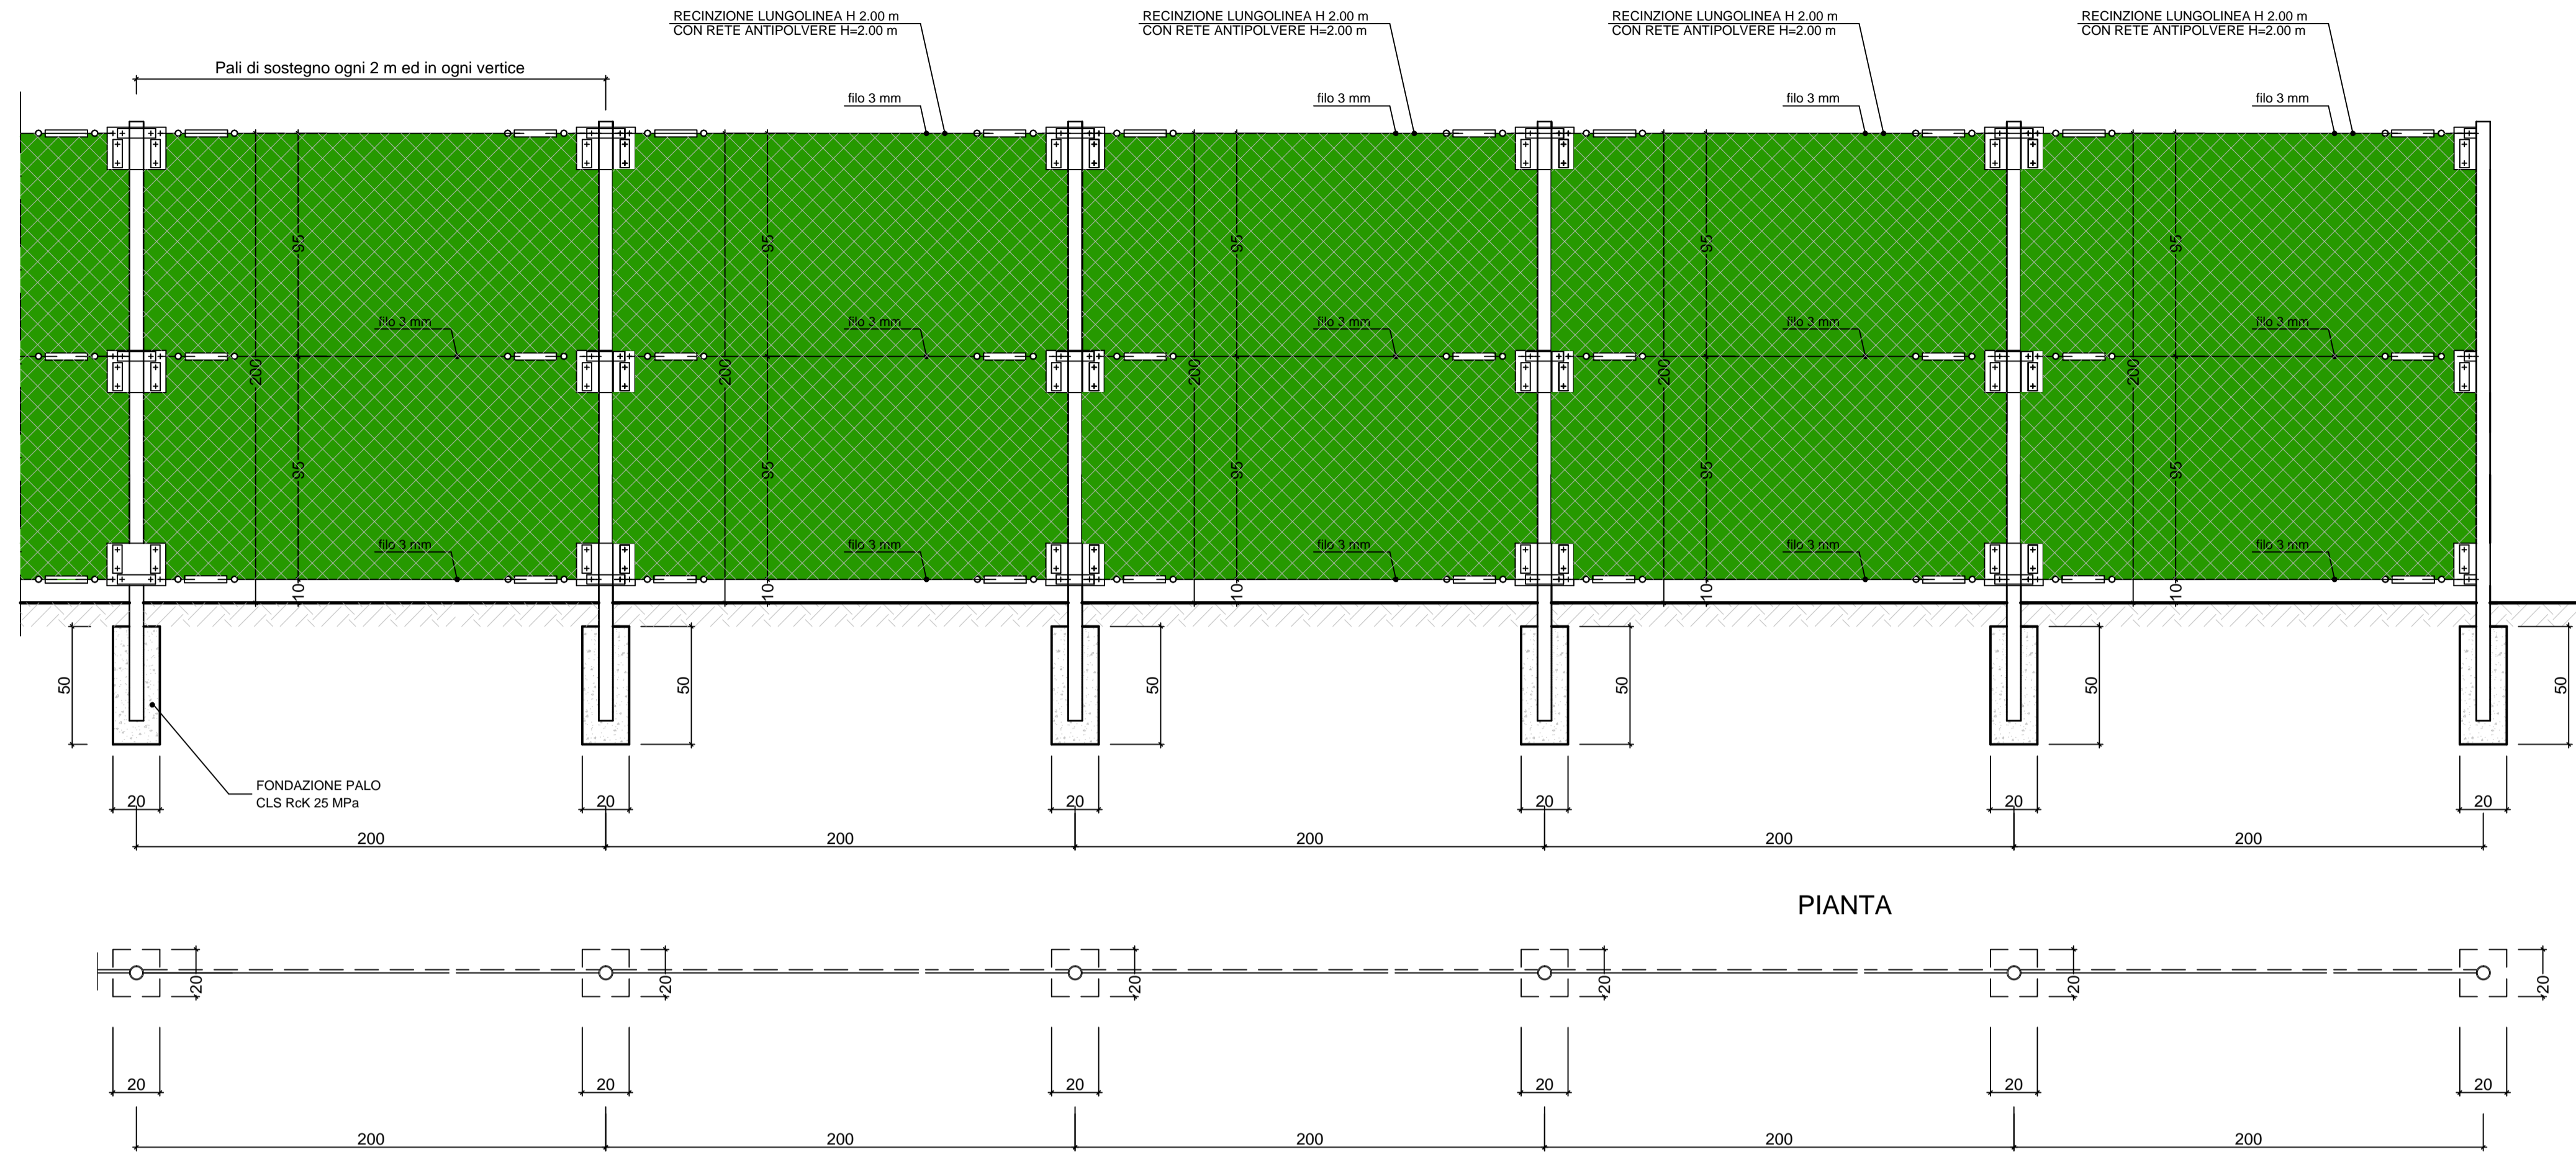 RECINZIONE LUNGOLINEA H 2.00 m
CON RETE ANTIPOLVERE H=2.00 m
RECINZIONE LUNGOLINEA H 2.00 m
CON RETE ANTIPOLVERE H=2.00 m
RECINZIONE LUNGOLINEA H 2.00 m
CON RETE ANTIPOLVERE H=2.00 m
RECINZIONE LUNGOLINEA H 2.00 m
CON RETE ANTIPOLVERE H=2.00 m
Pali di sostegno ogni 2 m ed in ogni vertice
filo 3 mm
filo 3 mm
filo 3 mm
filo 3 mm
95
95
95
95
95
filo 3 mm
filo 3 mm
filo 3 mm
filo 3 mm
filo 3 mm
200
200
200
200
200
95
95
95
95
95
filo 3 mm
filo 3 mm
filo 3 mm
filo 3 mm
filo 3 mm
10
10
10
10
10
50
50
50
50
50
50
FONDAZIONE PALO
CLS RcK 25 MPa
20
20
20
20
20
20
200
200
200
200
200
PIANTA
20
20
20
20
20
20
20
20
20
20
20
20
200
200
200
200
200